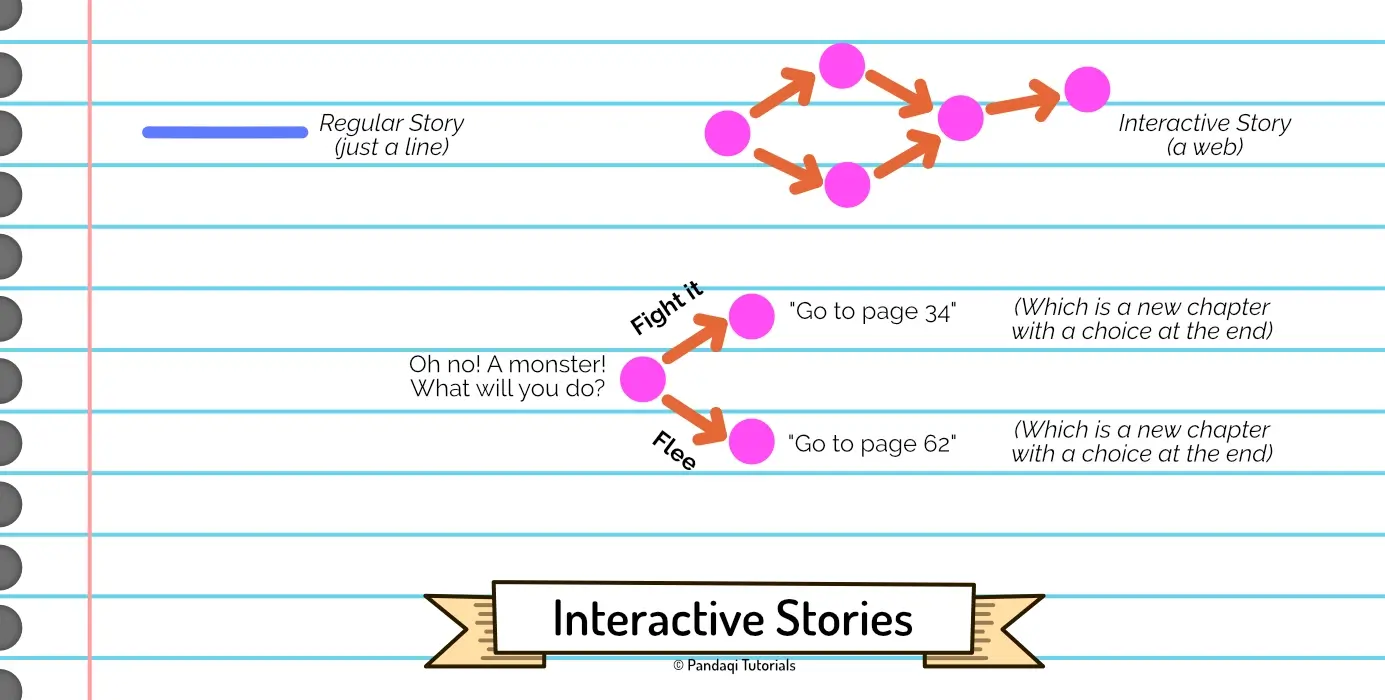 Regular Story
(just a line)
Interactive Story
(a web)
Fight it
"Go to page 34"
(Which is a new chapter
with a choice at the end)
Oh no! A monster!
What will you do?
Flee
"Go to page 62"
(Which is a new chapter
with a choice at the end)
Interactive Stories
© Pandaqi Tutorials